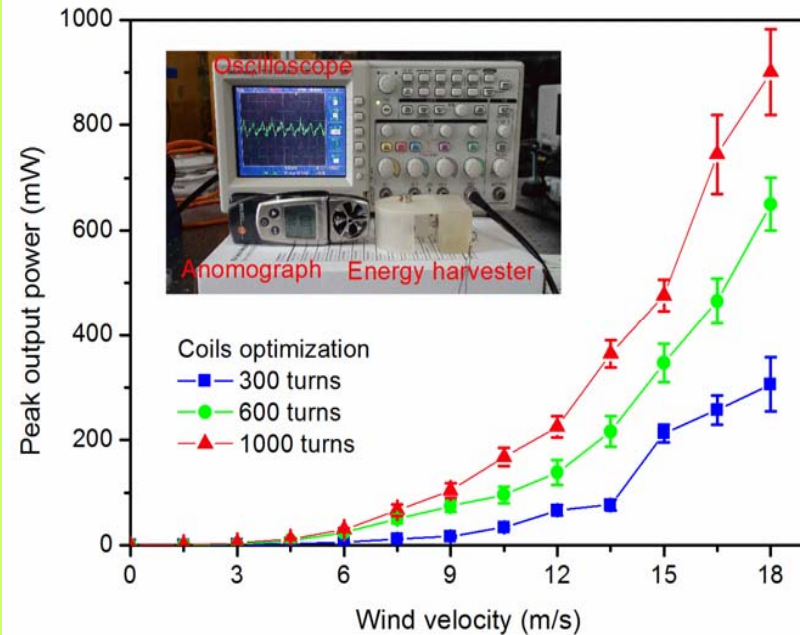 1000
800
600
400
200
0
Peak output power (mW)
Oscilloscope
Anomograph
Energy harvester
Coils optimization
300 turns
600 turns
1000 turns
0 3 6 9 12 15 18
Wind velocity (m/s)